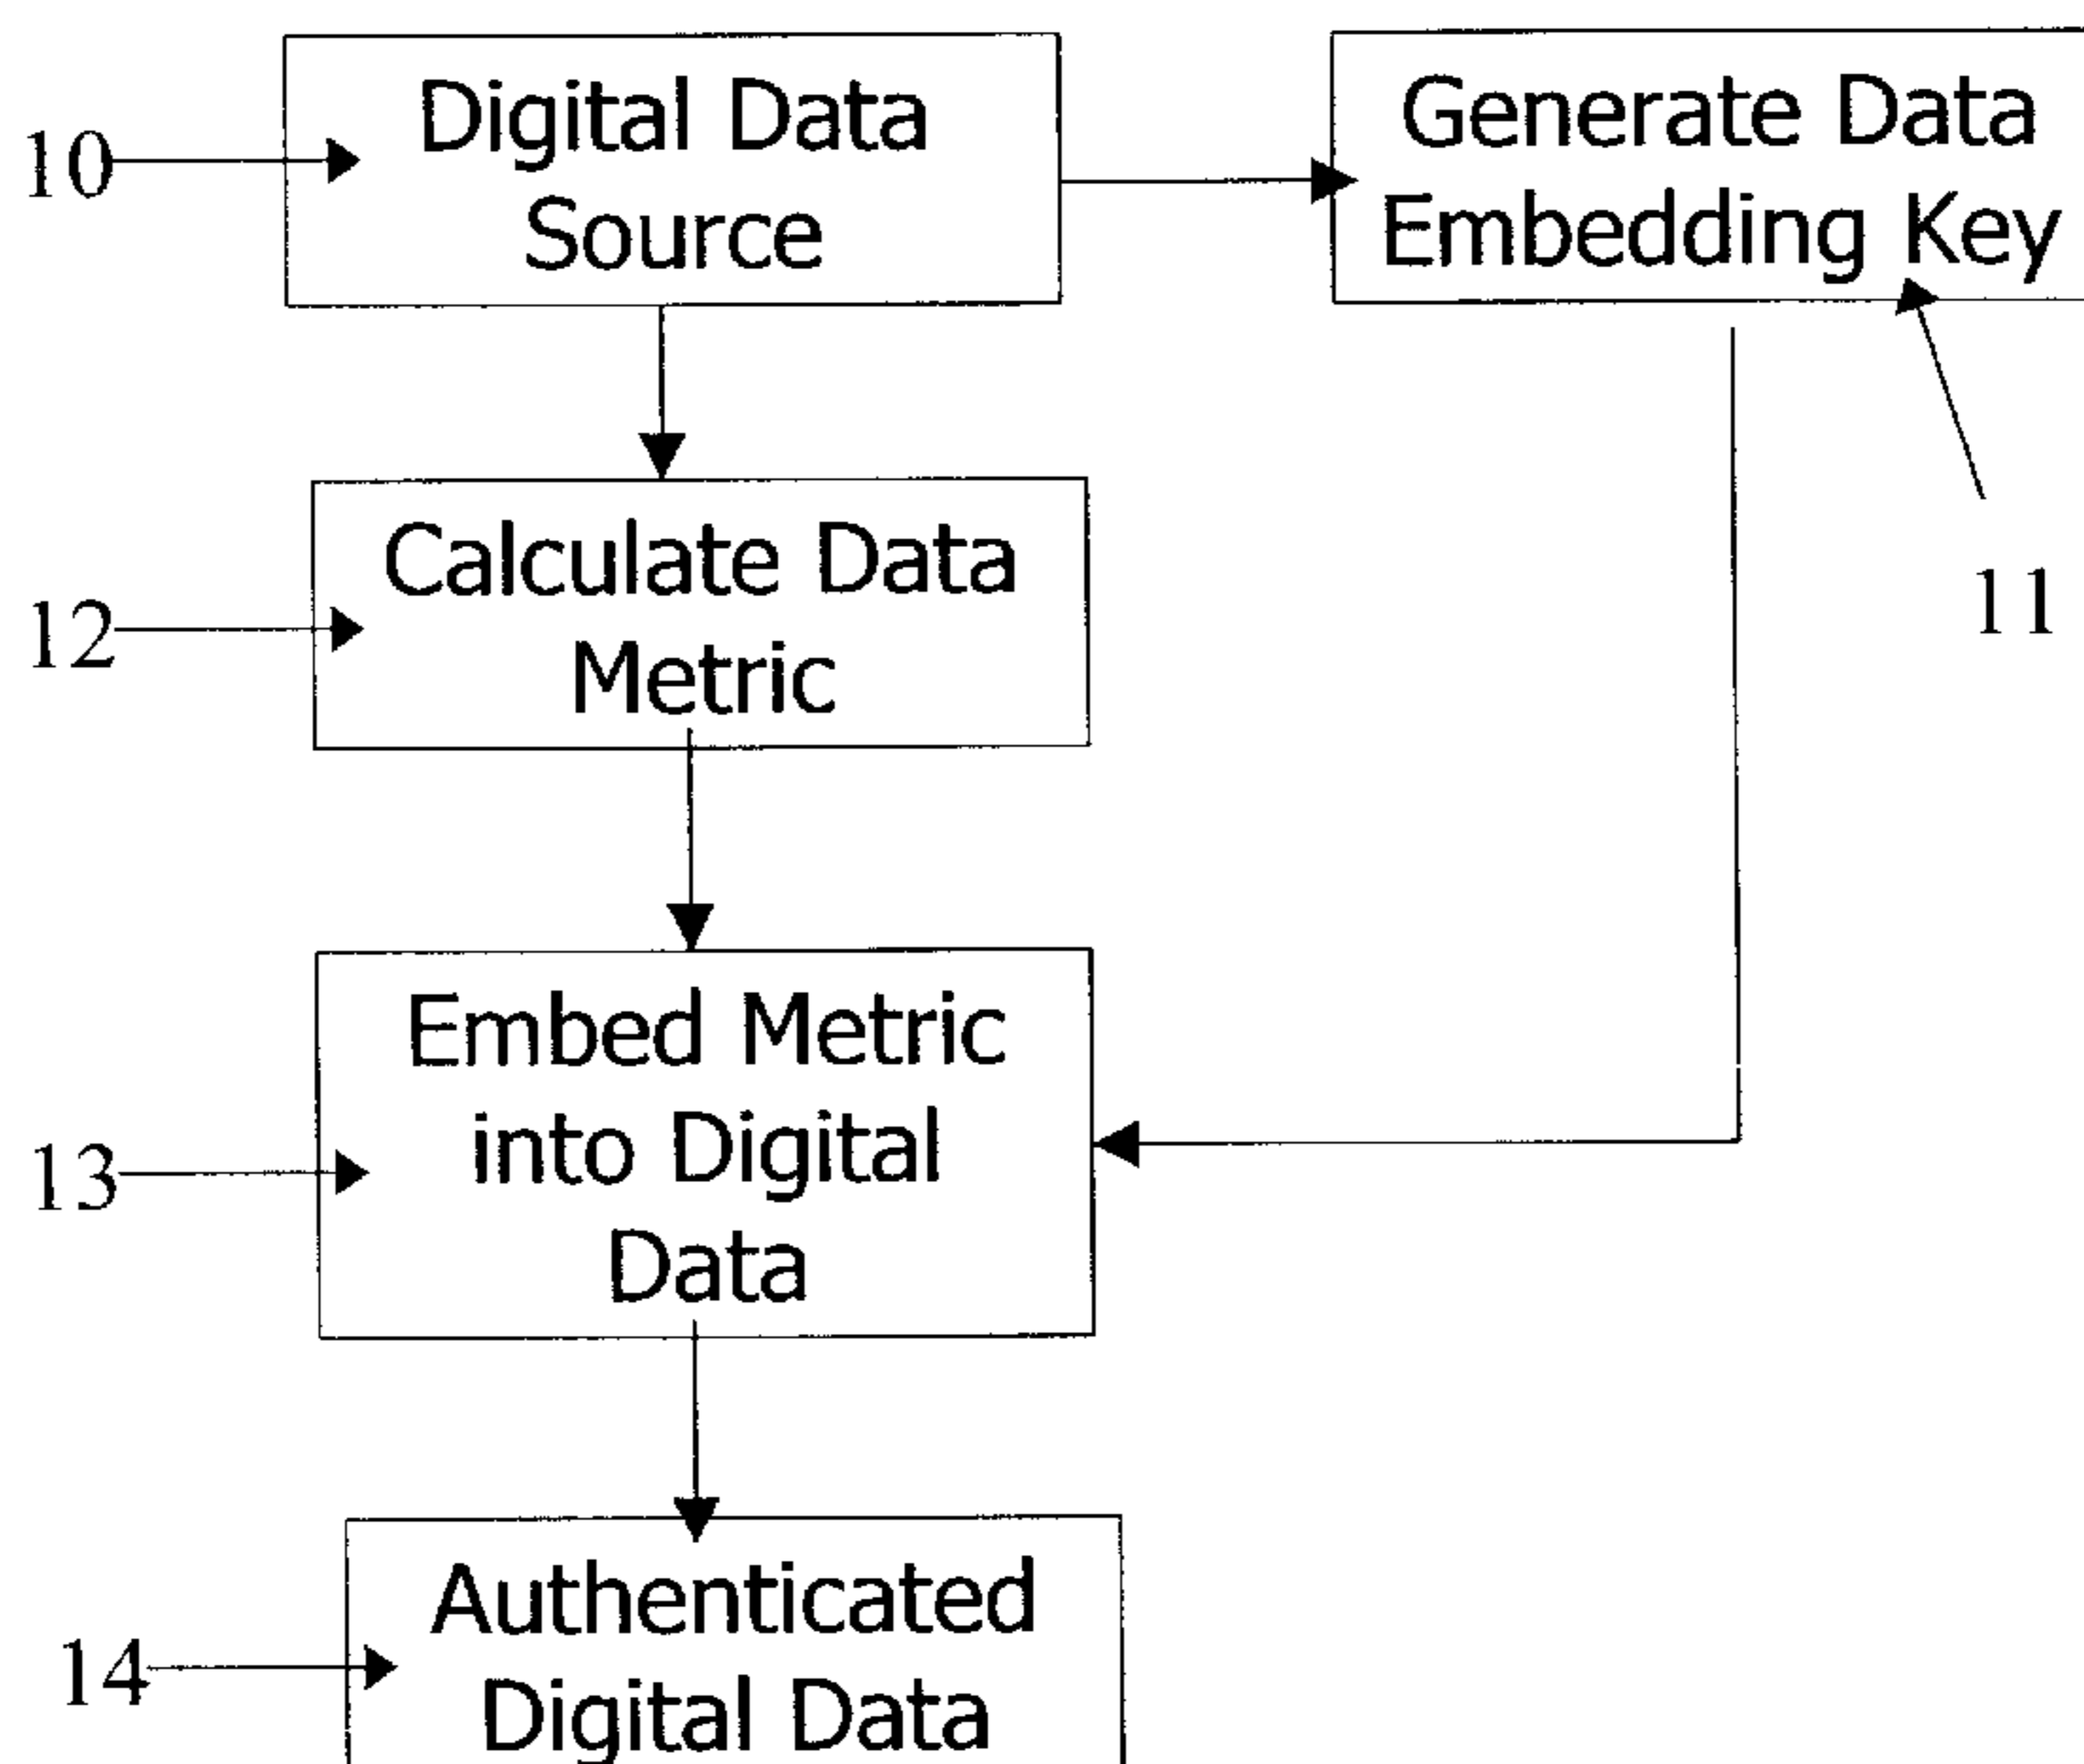 10
Digital Data
Source
Generate Data
Embedding Key
11
12
Calculate Data
Metric
13
Embed Metric
into Digital
Data
14
Authenticated
Digital Data